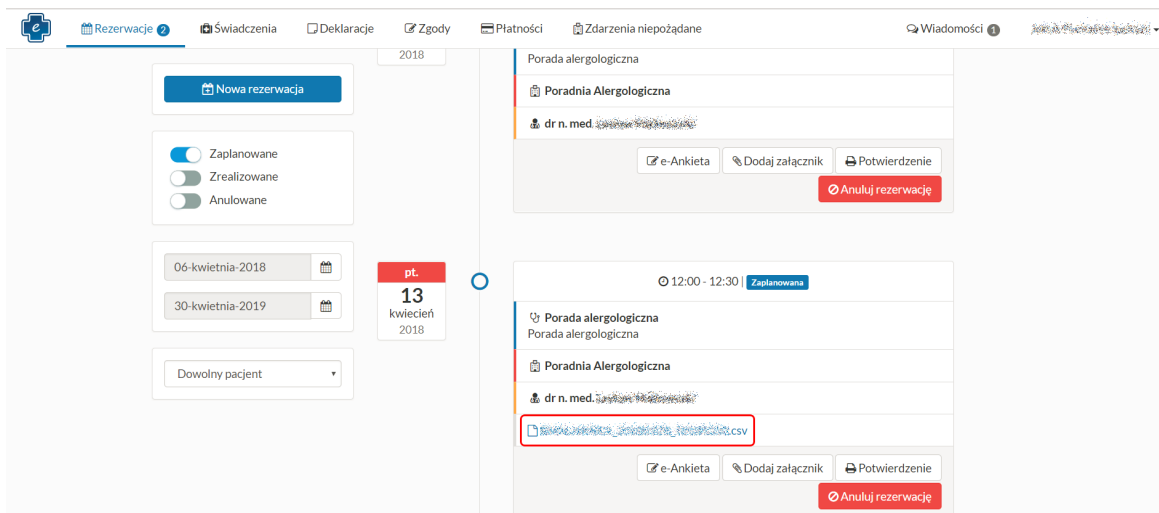 e
Rezerwacje 2
Świadczenia
Deklaracje
Zgody
Płatności
Zdarzenia niepożądane
Wiadomości 1
Nowa rezerwacja
Zaplanowane
Zrealizowane
Anulowane
06-kwietnia-2018
30-kwietnia-2019
Dowolny pacjent
2018
Porada alergologiczna
Poradnia Alergologiczna
dr n. med.
e-Ankieta
Dodaj załącznik
Potwierdzenie
Anuluj rezerwację
pt.
13
kwiecień
2018
12:00 - 12:30 | Zaplanowana
Porada alergologiczna
Porada alergologiczna
Poradnia Alergologiczna
dr n. med.
.csv
e-Ankieta
Dodaj załącznik
Potwierdzenie
Anuluj rezerwację